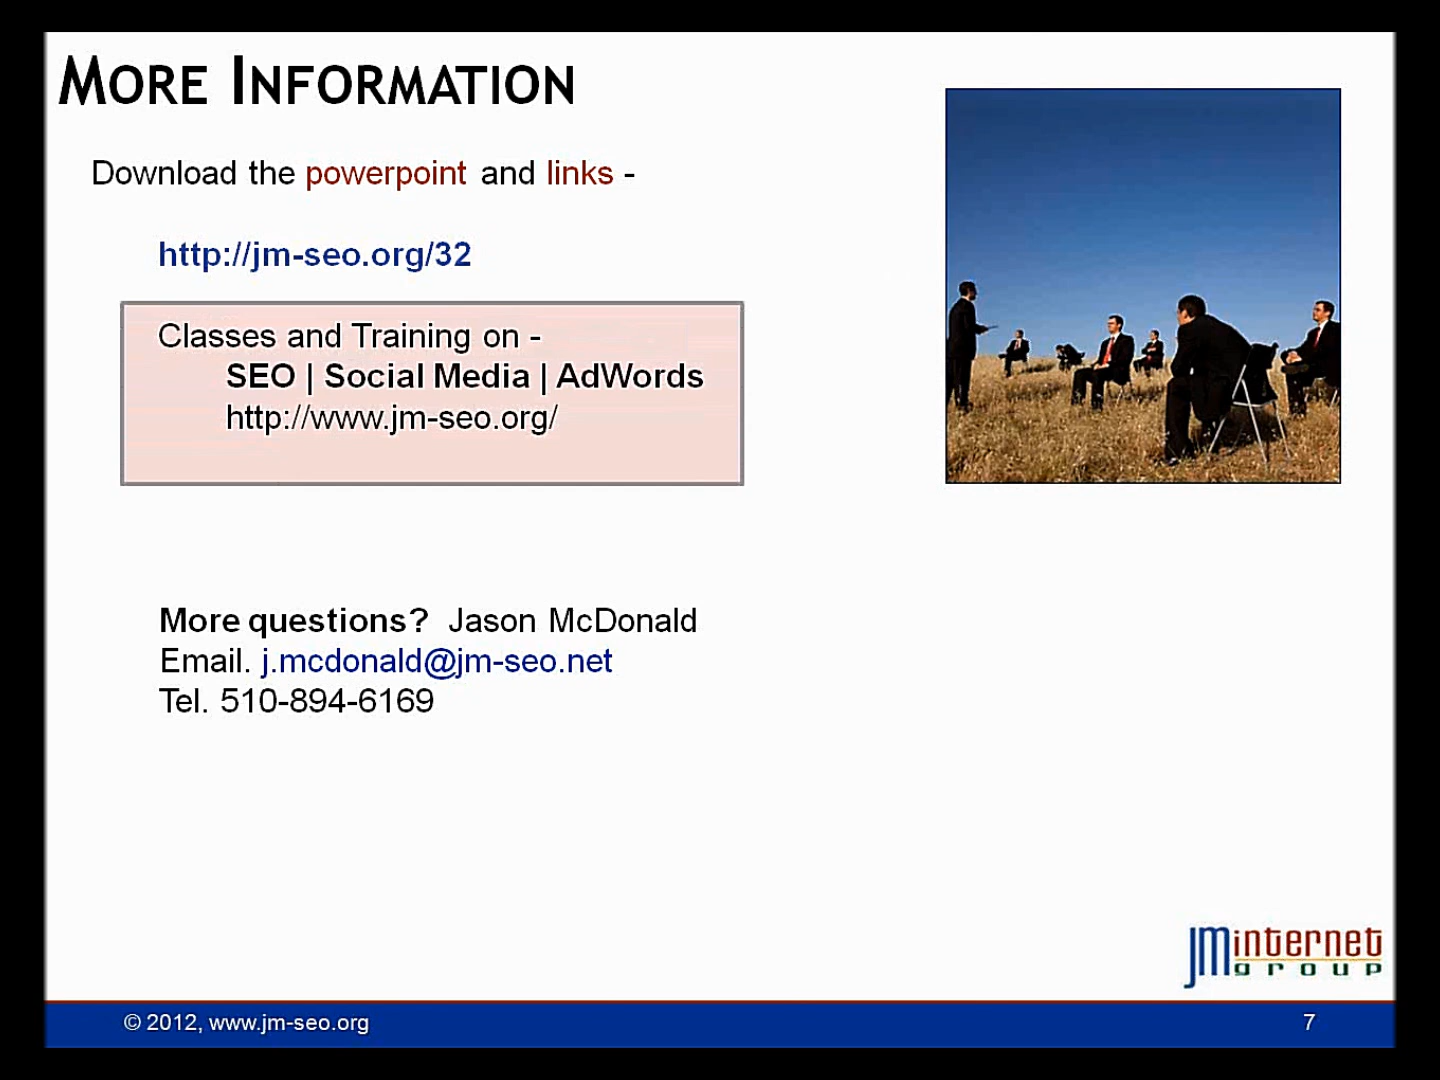 MORE INFORMATION
Download the powerpoint and links -
http://jm-seo.org/32
Classes and Training on -
SEO | Social Media | AdWords
http://www.jm-seo.org/
More questions? Jason McDonald
Email. j.mcdonald@jm-seo.net
Tel. 510-894-6169
JMinternet
group
© 2012, www.jm-seo.org
7